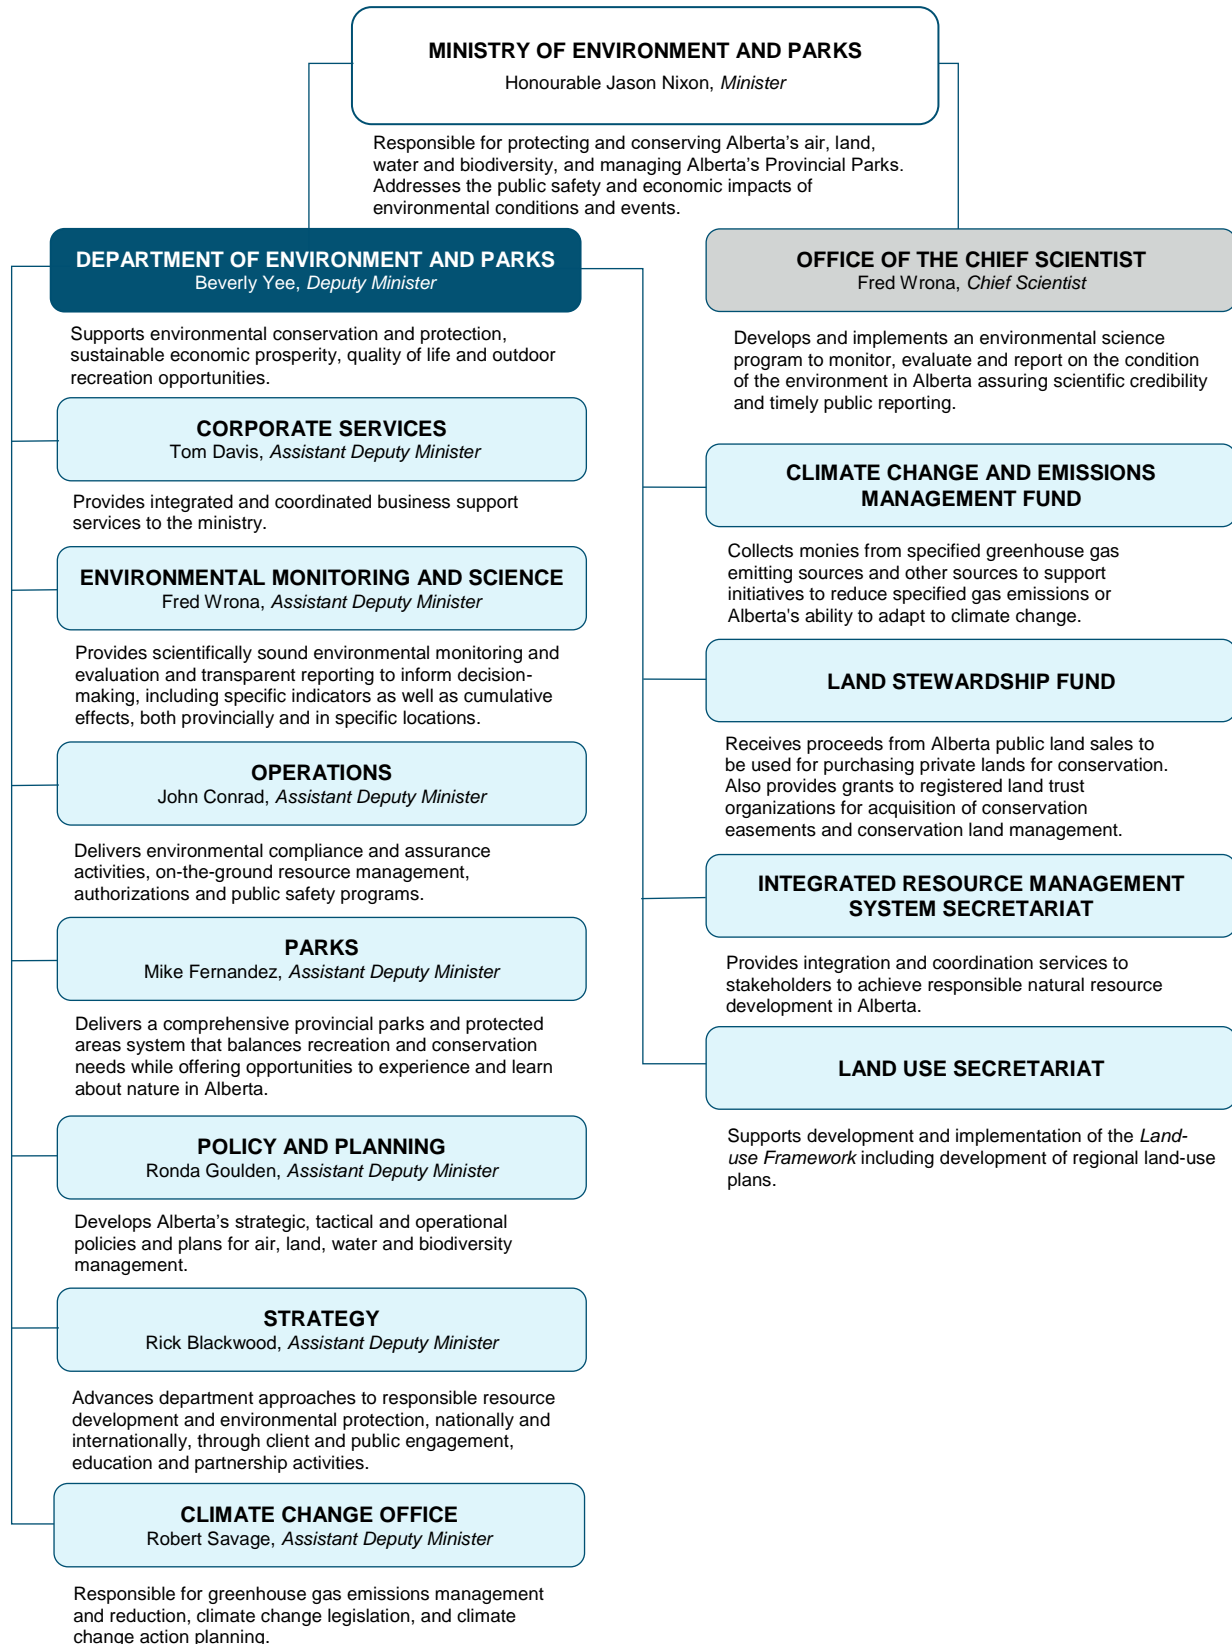 MINISTRY OF ENVIRONMENT AND PARKS
Honourable Jason Nixon, Minister
Responsible for protecting and conserving Alberta’s air, land,
water and biodiversity, and managing Alberta’s Provincial Parks.
Addresses the public safety and economic impacts of
environmental conditions and events.
DEPARTMENT OF ENVIRONMENT AND PARKS
Beverly Yee, Deputy Minister
Supports environmental conservation and protection,
sustainable economic prosperity, quality of life and outdoor
recreation opportunities.
CORPORATE SERVICES
Tom Davis, Assistant Deputy Minister
Provides integrated and coordinated business support
services to the ministry.
ENVIRONMENTAL MONITORING AND SCIENCE
Fred Wrona, Assistant Deputy Minister
Provides scientifically sound environmental monitoring and
evaluation and transparent reporting to inform decision-
making, including specific indicators as well as cumulative
effects, both provincially and in specific locations.
OPERATIONS
John Conrad, Assistant Deputy Minister
Delivers environmental compliance and assurance
activities, on-the-ground resource management,
authorizations and public safety programs.
PARKS
Mike Fernandez, Assistant Deputy Minister
Delivers a comprehensive provincial parks and protected
areas system that balances recreation and conservation
needs while offering opportunities to experience and learn
about nature in Alberta.
POLICY AND PLANNING
Ronda Goulden, Assistant Deputy Minister
Develops Alberta’s strategic, tactical and operational
policies and plans for air, land, water and biodiversity
management.
STRATEGY
Rick Blackwood, Assistant Deputy Minister
Advances department approaches to responsible resource
development and environmental protection, nationally and
internationally, through client and public engagement,
education and partnership activities.
CLIMATE CHANGE OFFICE
Robert Savage, Assistant Deputy Minister
Responsible for greenhouse gas emissions management
and reduction, climate change legislation, and climate
change action planning.
OFFICE OF THE CHIEF SCIENTIST
Fred Wrona, Chief Scientist
Develops and implements an environmental science
program to monitor, evaluate and report on the condition
of the environment in Alberta assuring scientific credibility
and timely public reporting.
CLIMATE CHANGE AND EMISSIONS
MANAGEMENT FUND
Collects monies from specified greenhouse gas
emitting sources and other sources to support
initiatives to reduce specified gas emissions or
Alberta's ability to adapt to climate change.
LAND STEWARDSHIP FUND
Receives proceeds from Alberta public land sales to
be used for purchasing private lands for conservation.
Also provides grants to registered land trust
organizations for acquisition of conservation
easements and conservation land management.
INTEGRATED RESOURCE MANAGEMENT
SYSTEM SECRETARIAT
Provides integration and coordination services to
stakeholders to achieve responsible natural resource
development in Alberta.
LAND USE SECRETARIAT
Supports development and implementation of the Land-
use Framework including development of regional land-use
plans.